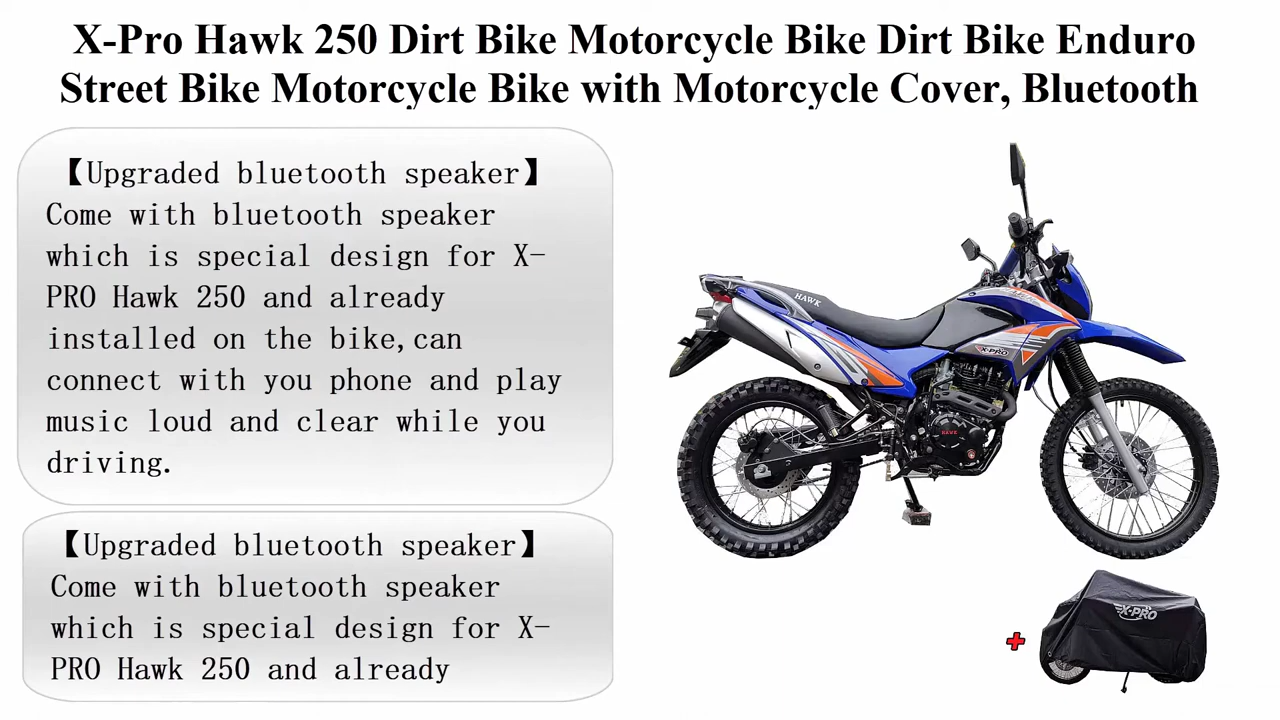 X-Pro Hawk 250 Dirt Bike Motorcycle Bike Dirt Bike Enduro
Street Bike Motorcycle Bike with Motorcycle Cover, Bluetooth
【Upgraded bluetooth speaker】
Come with bluetooth speaker
which is special design for X-
PRO Hawk 250 and already
installed on the bike,can
connect with you phone and play
music loud and clear while you
driving.
【Upgraded bluetooth speaker】
Come with bluetooth speaker
which is special design for X-
PRO Hawk 250 and already
HAWK
X-PRO
HAWK
X-PRO